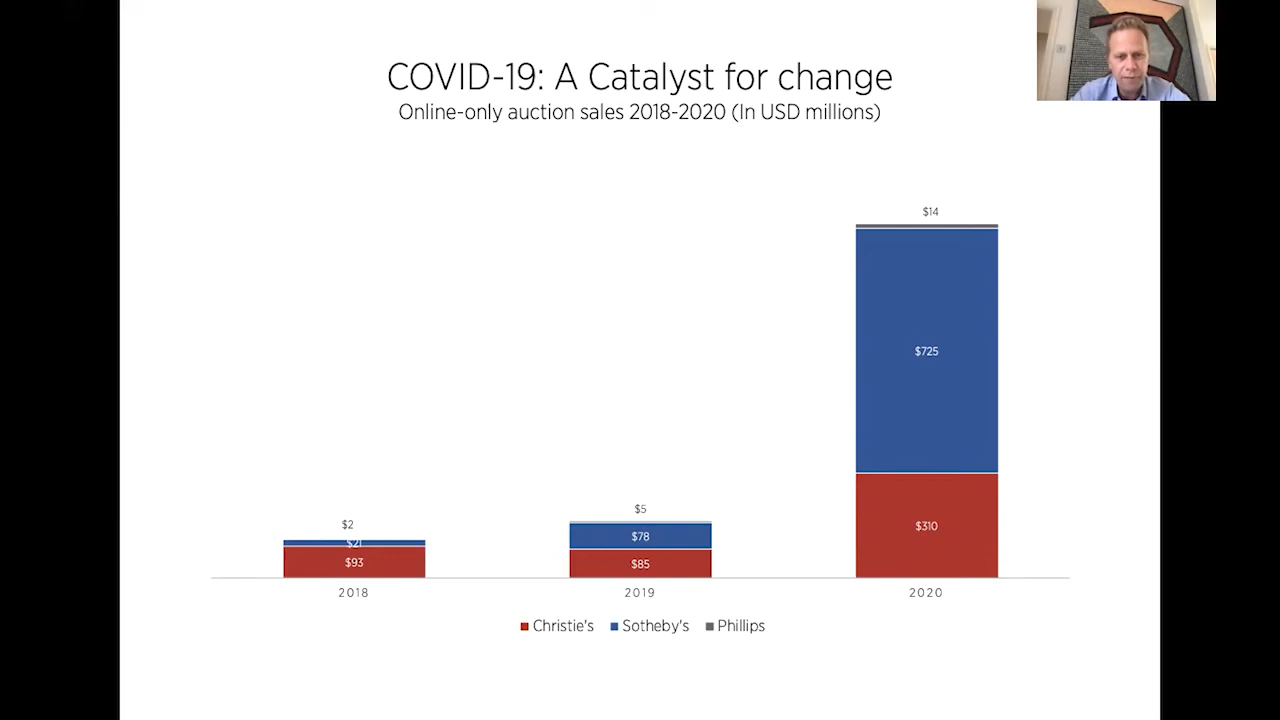 COVID-19: A Catalyst for change
Online-only auction sales 2018-2020 (In USD millions)
$14
$725
$310
$2
$21
$93
$5
$78
$85
2018
2019
2020
Christie's
Sotheby's
Phillips